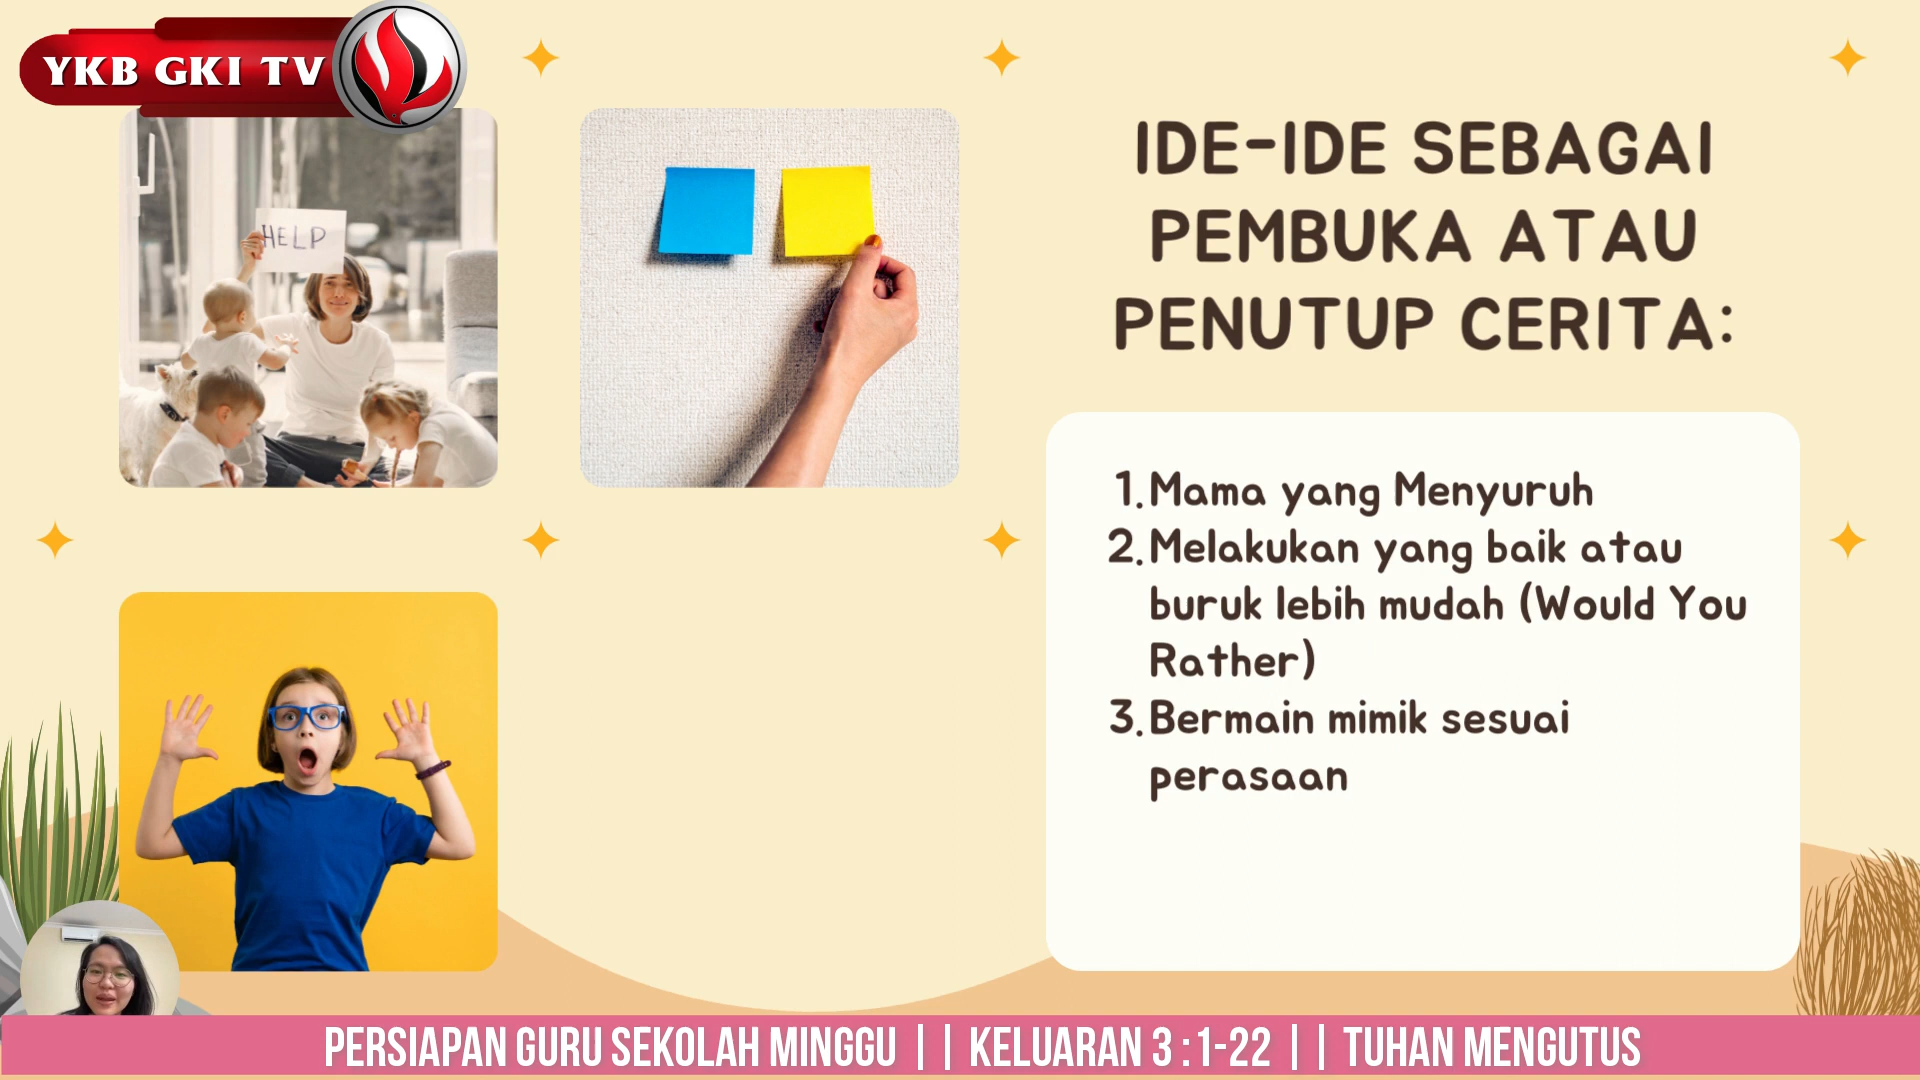 YKB GKI TV
HELP
IDE-IDE SEBAGAI
PEMBUKA ATAU
PENUTUP CERITA:
1. Mama yang Menyuruh
2. Melakukan yang baik atau
buruk lebih mudah (Would You
Rather)
3. Bermain mimik sesuai
perasaan
PERSIAPAN GURU SEKOLAH MINGGU || KELUARAN 3 :1-22 || TUHAN MENGUTUS